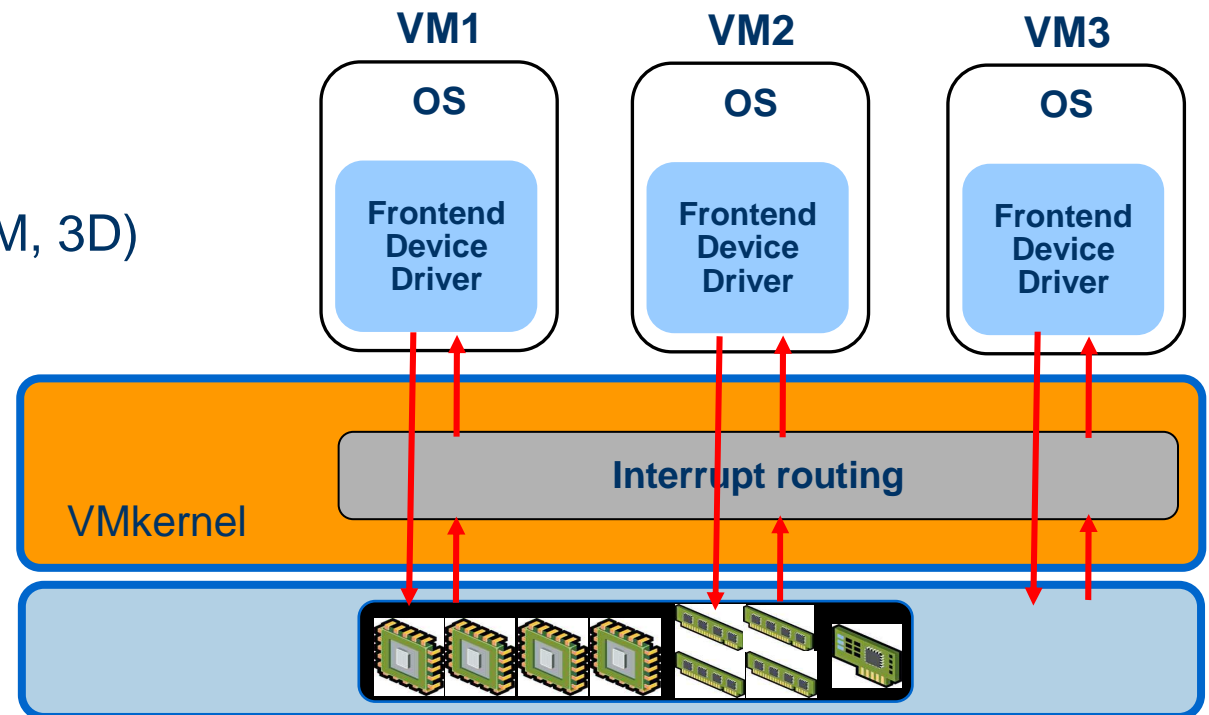 VM1
VM2
VM3
OS
OS
OS
Frontend
Device
Driver
Frontend
Device
Driver
Frontend
Device
Driver
M, 3D)
Interrupt routing
VMkernel